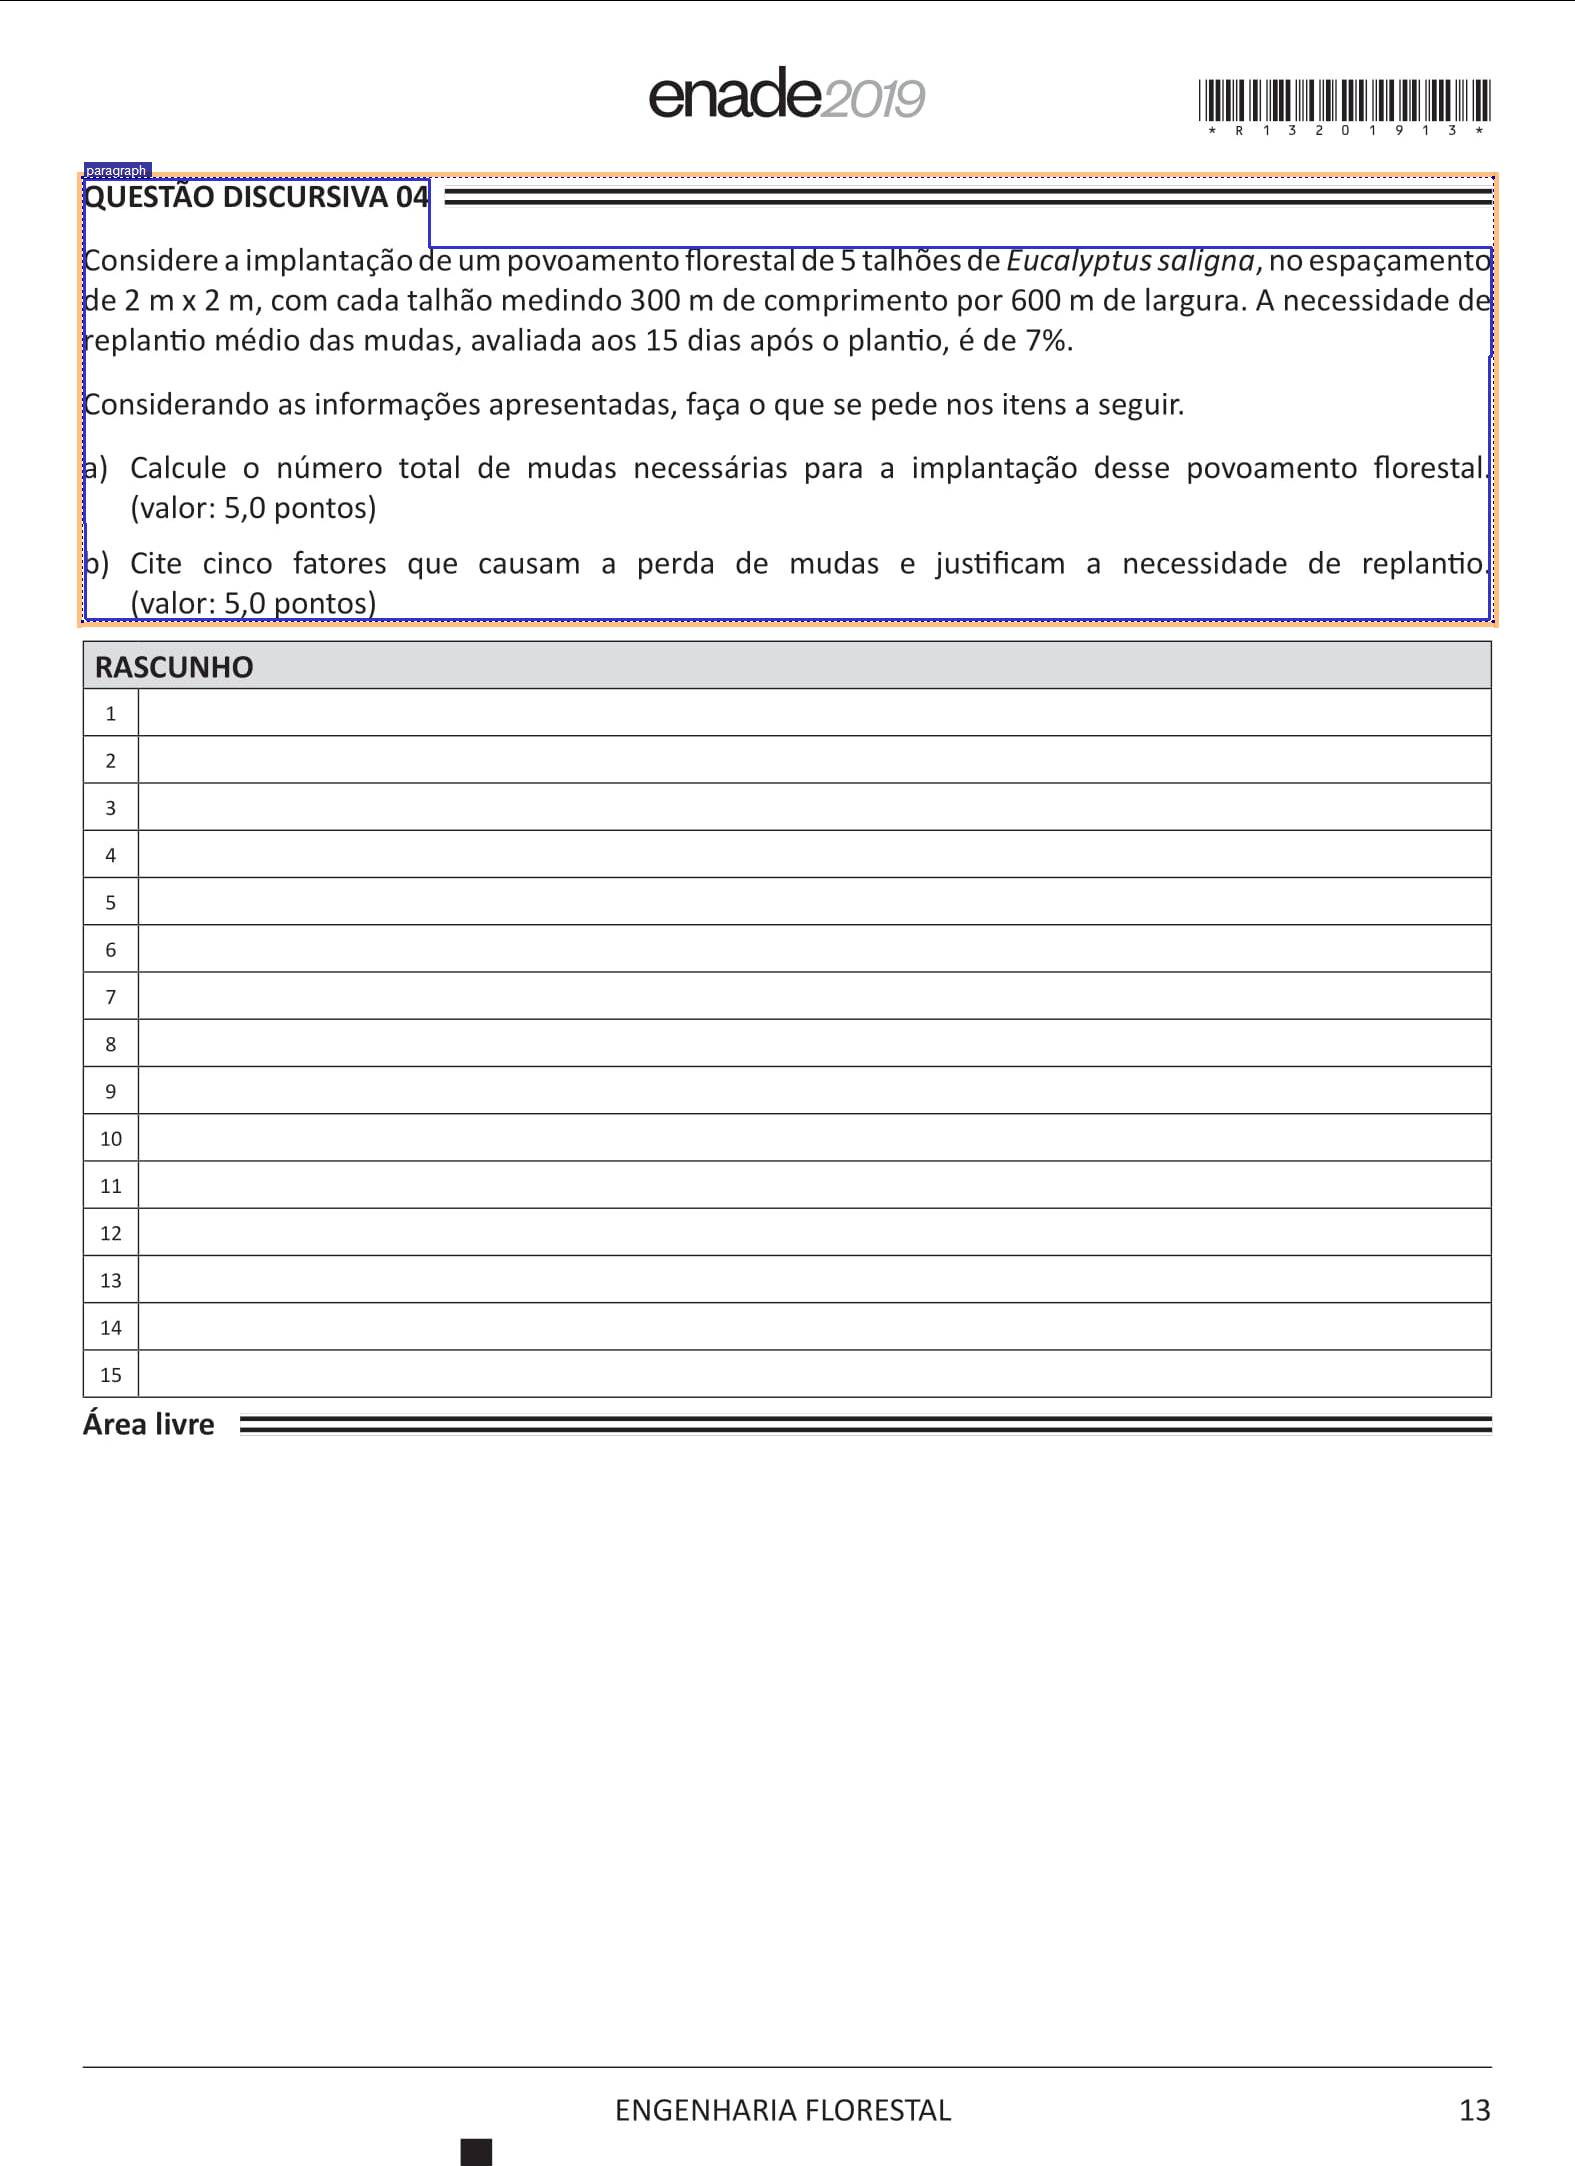 enade2019
* R 1 3 2 0 1 9 1 3 *
paragraph
QUESTÃO DISCURSIVA 04
Considere a implantação de um povoamento florestal de 5 talhões de Eucalyptus saligna, no espaçamento
de 2 m x 2 m, com cada talhão medindo 300 m de comprimento por 600 m de largura. A necessidade de
replantio médio das mudas, avaliada aos 15 dias após o plantio, é de 7%.
Considerando as informações apresentadas, faça o que se pede nos itens a seguir.
a) Calcule o número total de mudas necessárias para a implantação desse povoamento florestal.
(valor: 5,0 pontos)
b) Cite cinco fatores que causam a perda de mudas e justificam a necessidade de replantio.
(valor: 5,0 pontos)
RASCUNHO
1
2
3
4
5
6
7
8
9
10
11
12
13
14
15
Área livre
ENGENHARIA FLORESTAL 13